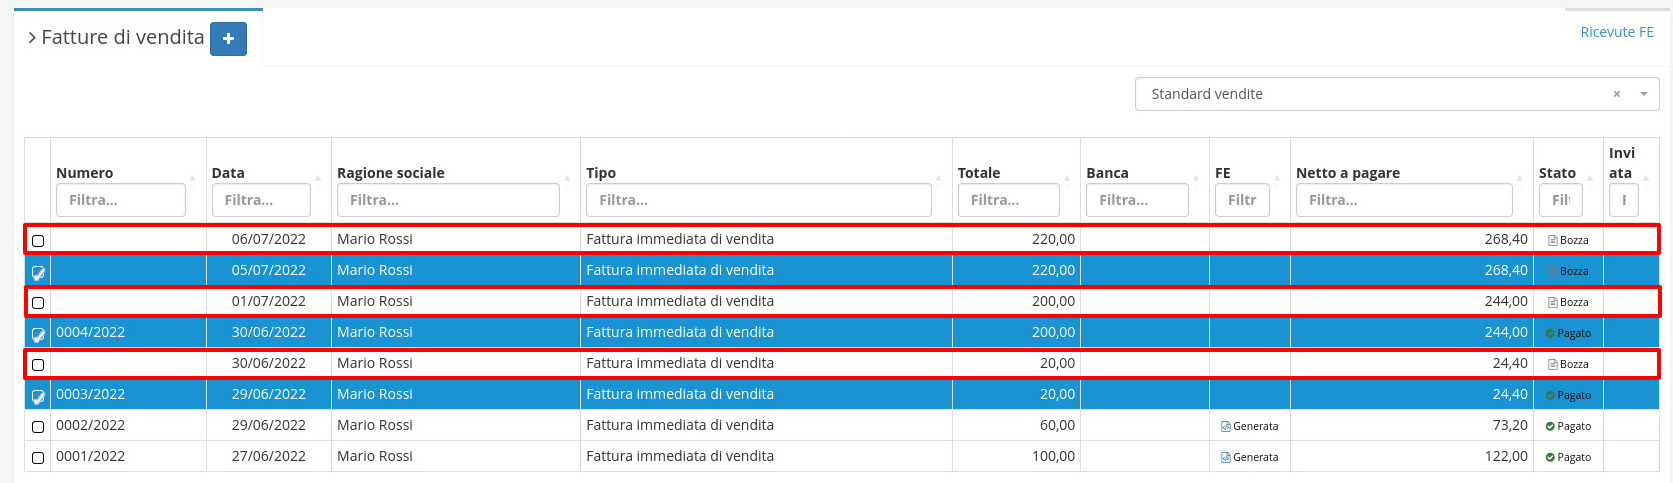 Fatture di vendita +
Ricevute FE
Standard vendite ×
Numero Data Ragione sociale Tipo Totale Banca FE Netto a pagare Stato Invi
ata
Filtra... Filtra... Filtra... Filtra... Filtra... Filtra... Filtr Filtra... Fil
06/07/2022 Mario Rossi Fattura immediata di vendita 220,00 268,40 Bozza
05/07/2022 Mario Rossi Fattura immediata di vendita 220,00 268,40 Bozza
01/07/2022 Mario Rossi Fattura immediata di vendita 200,00 244,00 Bozza
0004/2022 30/06/2022 Mario Rossi Fattura immediata di vendita 200,00 244,00 Pagato
30/06/2022 Mario Rossi Fattura immediata di vendita 20,00 24,40 Bozza
0003/2022 29/06/2022 Mario Rossi Fattura immediata di vendita 20,00 24,40 Pagato
0002/2022 29/06/2022 Mario Rossi Fattura immediata di vendita 60,00 Generata 73,20 Pagato
0001/2022 27/06/2022 Mario Rossi Fattura immediata di vendita 100,00 Generata 122,00 Pagato